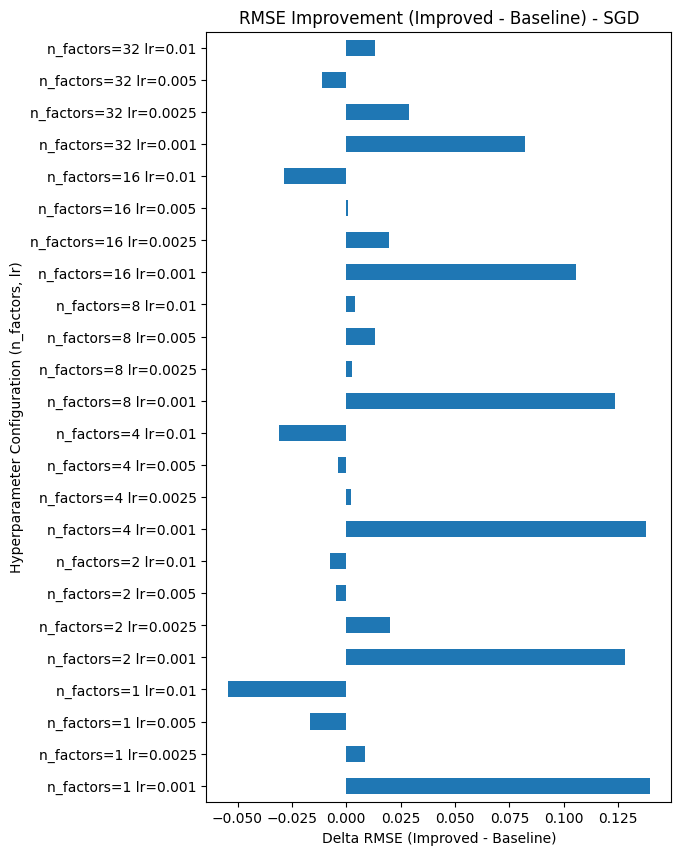 RMSE Improvement (Improved - Baseline) - SGD
n_factors=32 lr=0.01
n_factors=32 lr=0.005
n_factors=32 lr=0.0025
n_factors=32 lr=0.001
n_factors=16 lr=0.01
n_factors=16 lr=0.005
n_factors=16 lr=0.0025
n_factors=16 lr=0.001
n_factors=8 lr=0.01
n_factors=8 lr=0.005
n_factors=8 lr=0.0025
n_factors=8 lr=0.001
n_factors=4 lr=0.01
n_factors=4 lr=0.005
n_factors=4 lr=0.0025
n_factors=4 lr=0.001
n_factors=2 lr=0.01
n_factors=2 lr=0.005
n_factors=2 lr=0.0025
n_factors=2 lr=0.001
n_factors=1 lr=0.01
n_factors=1 lr=0.005
n_factors=1 lr=0.0025
n_factors=1 lr=0.001
Hyperparameter Configuration (n_factors, lr)
−0.050 −0.025 0.000 0.025 0.050 0.075 0.100 0.125
Delta RMSE (Improved - Baseline)